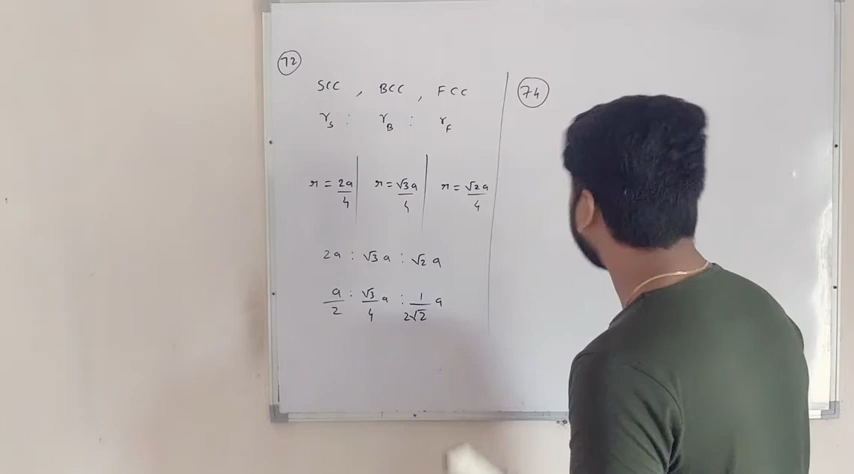 72
SCC , BCC , FCC
r_S : r_B : r_F
r = 2a/4 | r = √3a/4 | r = √2a/4
2a : √3 a : √2 a
a/2 : √3/4 a : 1/2√2 a
74